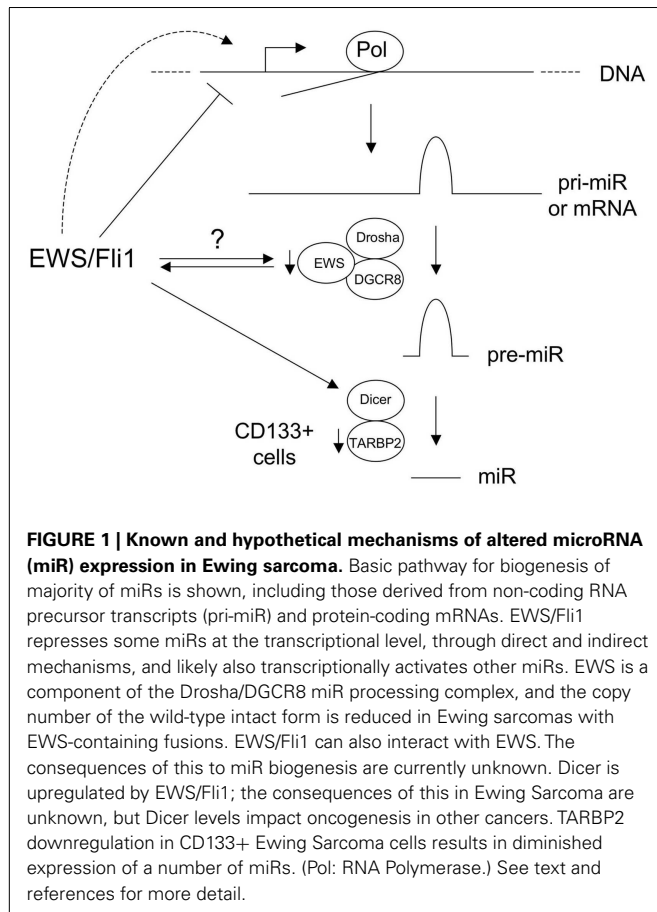 Pol
DNA
pri-miR
or mRNA
?
EWS/Fli1
Drosha
EWS
DGCR8
pre-miR
Dicer
CD133+
cells
TARBP2
miR
FIGURE 1 | Known and hypothetical mechanisms of altered microRNA
(miR) expression in Ewing sarcoma. Basic pathway for biogenesis of
majority of miRs is shown, including those derived from non-coding RNA
precursor transcripts (pri-miR) and protein-coding mRNAs. EWS/Fli1
represses some miRs at the transcriptional level, through direct and indirect
mechanisms, and likely also transcriptionally activates other miRs. EWS is a
component of the Drosha/DGCR8 miR processing complex, and the copy
number of the wild-type intact form is reduced in Ewing sarcomas with
EWS-containing fusions. EWS/Fli1 can also interact with EWS. The
consequences of this to miR biogenesis are currently unknown. Dicer is
upregulated by EWS/Fli1; the consequences of this in Ewing Sarcoma are
unknown, but Dicer levels impact oncogenesis in other cancers. TARBP2
downregulation in CD133+ Ewing Sarcoma cells results in diminished
expression of a number of miRs. (Pol: RNA Polymerase.) See text and
references for more detail.